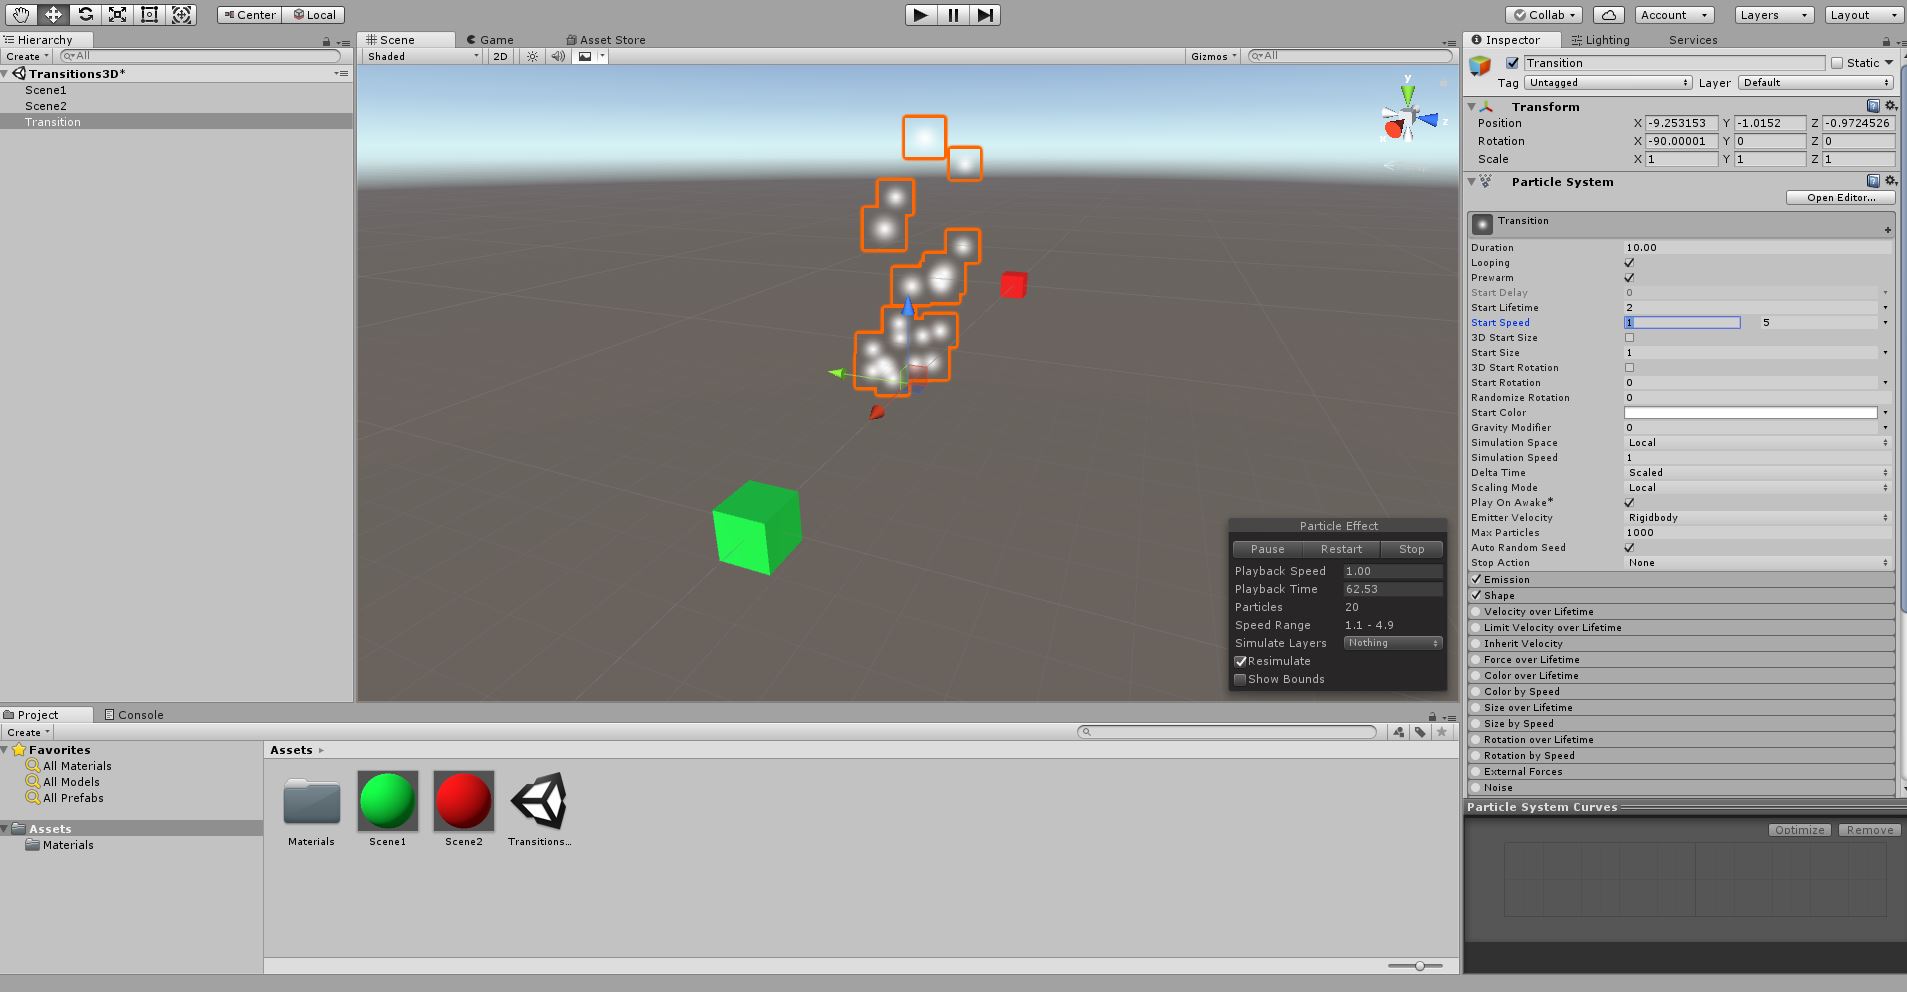 Center Local
Collab Account Layers Layout
Hierarchy
Create All
Transitions3D*
Scene1
Scene2
Transition
Scene Game Asset Store
Shaded 2D Gizmos All
y
z
x
Particle Effect
Pause Restart Stop
Playback Speed 1.00
Playback Time 62.53
Particles 20
Speed Range 1.1 - 4.9
Simulate Layers Nothing
Resimulate
Show Bounds
Inspector Lighting Services
Transition Static
Tag Untagged Layer Default
Transform
Position X -9.253153 Y -1.0152 Z -0.9724526
Rotation X -90.00001 Y 0 Z 0
Scale X 1 Y 1 Z 1
Particle System
Open Editor...
Transition
Duration 10.00
Looping
Prewarm
Start Delay 0
Start Lifetime 2
Start Speed 1 5
3D Start Size
Start Size 1
3D Start Rotation
Start Rotation 0
Randomize Rotation 0
Start Color
Gravity Modifier 0
Simulation Space Local
Simulation Speed 1
Delta Time Scaled
Scaling Mode Local
Play On Awake*
Emitter Velocity Rigidbody
Max Particles 1000
Auto Random Seed
Stop Action None
Emission
Shape
Velocity over Lifetime
Limit Velocity over Lifetime
Inherit Velocity
Force over Lifetime
Color over Lifetime
Color by Speed
Size over Lifetime
Size by Speed
Rotation over Lifetime
Rotation by Speed
External Forces
Noise
Particle System Curves
Optimize Remove
Project Console
Create
Favorites
All Materials
All Models
All Prefabs
Assets
Materials
Assets
Materials Scene1 Scene2 Transitions...